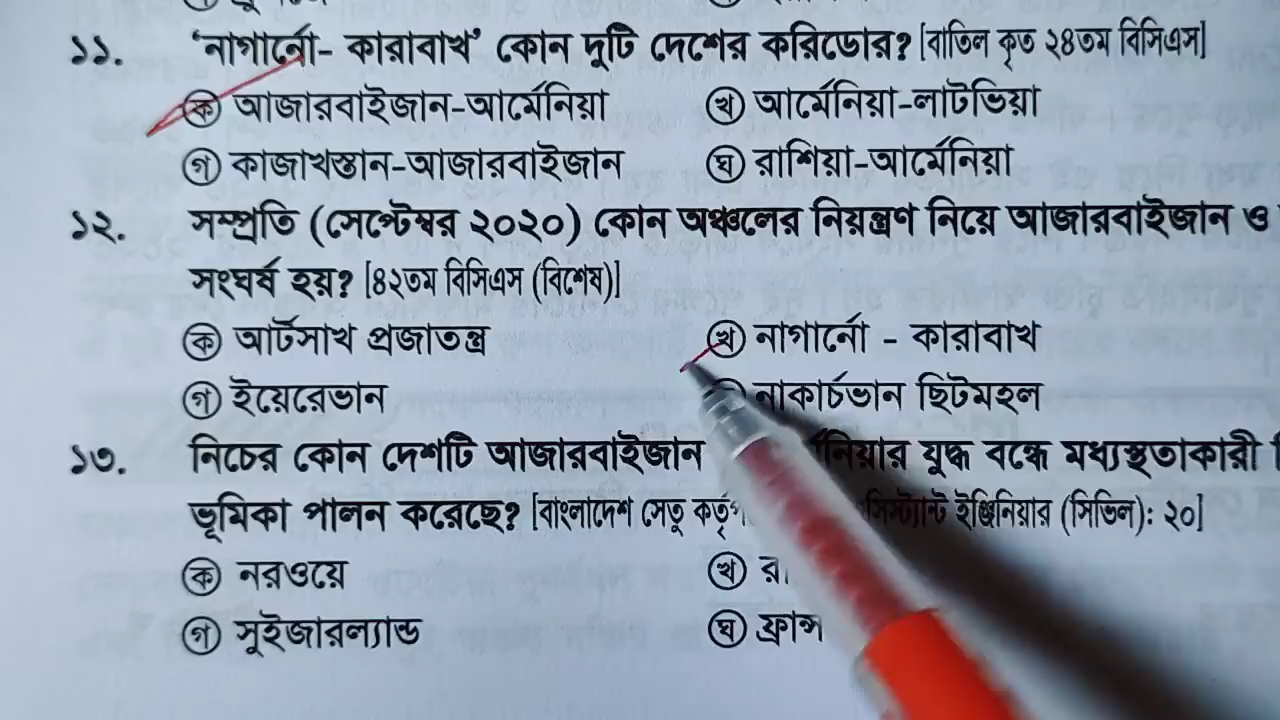 ১১. 'নাগার্নো- কারাবাখ' কোন দুটি দেশের করিডোর? [বাতিল কৃত ২৪তম বিসিএস]
ক আজারবাইজান-আর্মেনিয়া খ আর্মেনিয়া-লাটভিয়া
গ কাজাখস্তান-আজারবাইজান ঘ রাশিয়া-আর্মেনিয়া
১২. সম্প্রতি (সেপ্টেম্বর ২০২০) কোন অঞ্চলের নিয়ন্ত্রণ নিয়ে আজারবাইজান ও
সংঘর্ষ হয়? [৪২তম বিসিএস (বিশেষ)]
ক আর্টসাখ প্রজাতন্ত্র খ নাগার্নো - কারাবাখ
গ ইয়েরেভান নাকার্চভান ছিটমহল
১৩. নিচের কোন দেশটি আজারবাইজান যুদ্ধ বন্ধে মধ্যস্থতাকারী
ভূমিকা পালন করেছে? [বাংলাদেশ সেতু ইঞ্জিনিয়ার (সিভিল): ২০]
ক নরওয়ে খ
গ সুইজারল্যান্ড ঘ ফ্রান্স